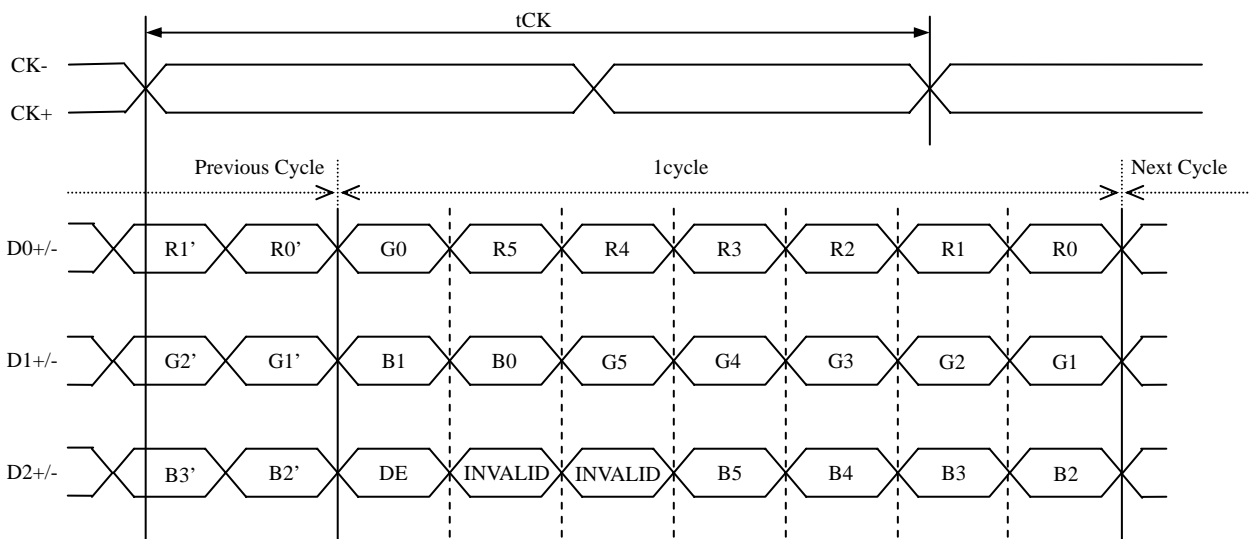 tCK
CK-
CK+
Previous Cycle 1cycle Next Cycle
D0+/- R1’ R0’ G0 R5 R4 R3 R2 R1 R0
D1+/- G2’ G1’ B1 B0 G5 G4 G3 G2 G1
D2+/- B3’ B2’ DE INVALID INVALID B5 B4 B3 B2